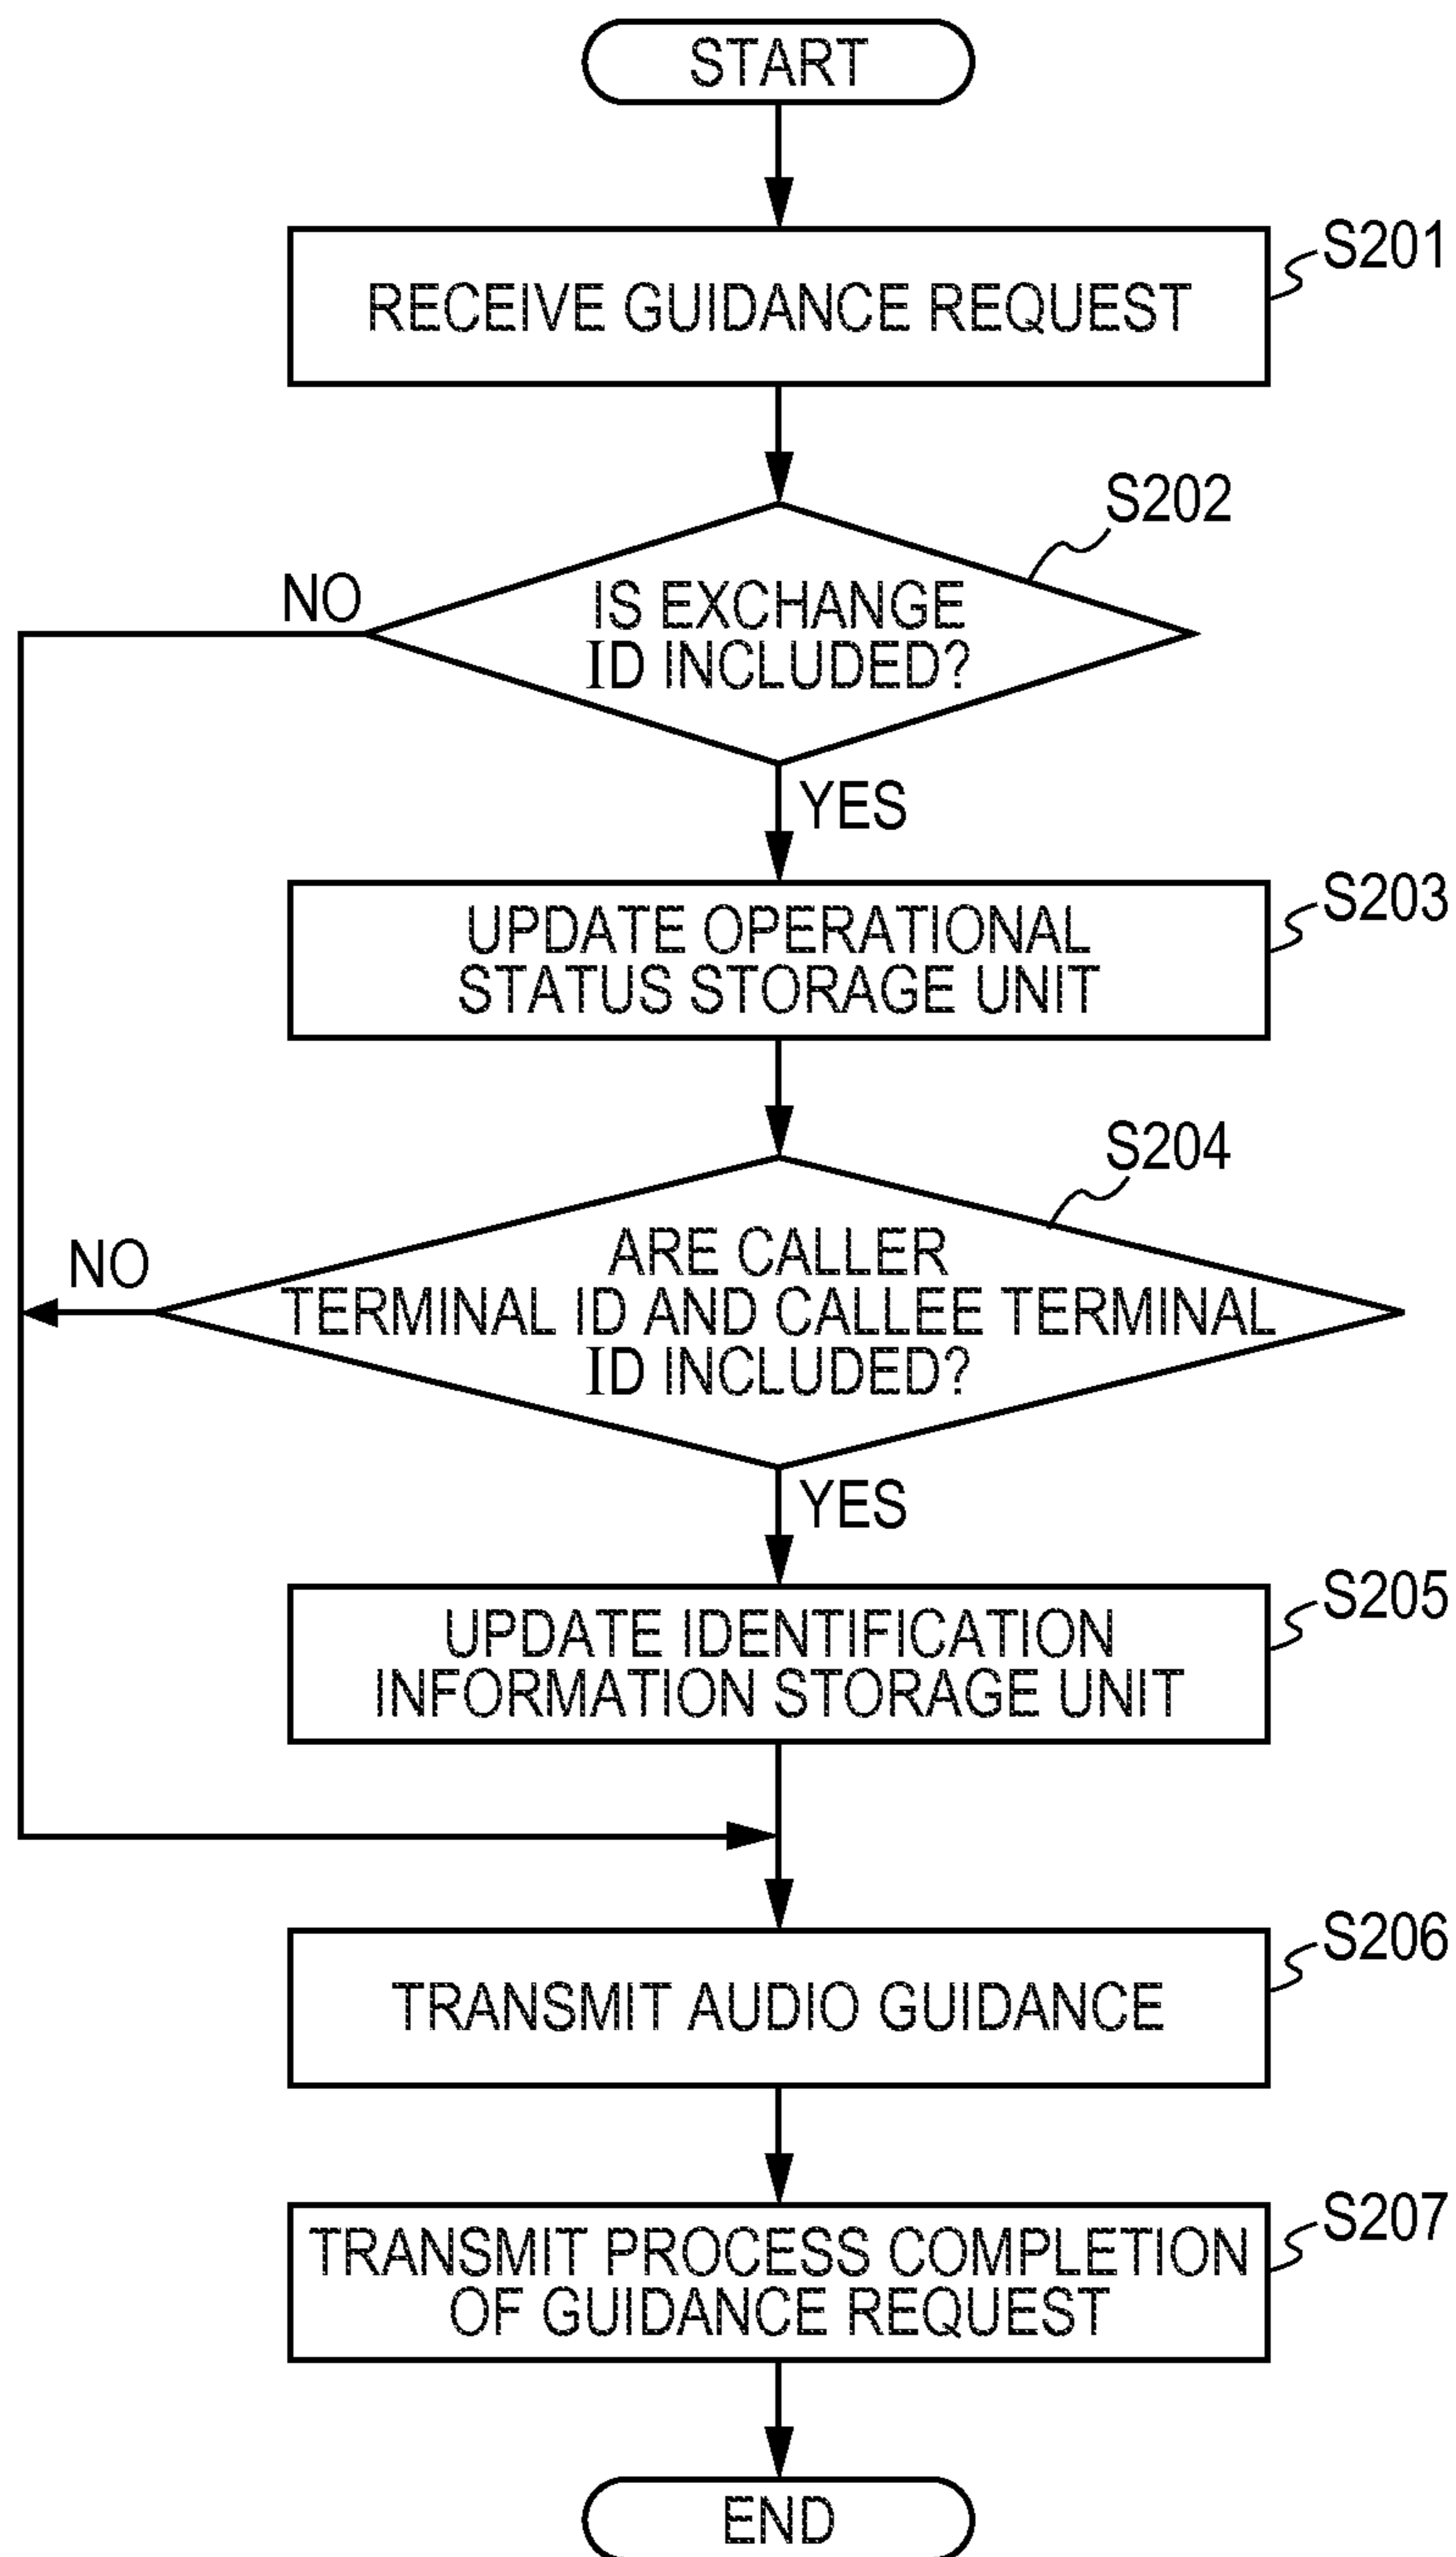 START
RECEIVE GUIDANCE REQUEST
S201
S202
IS EXCHANGE
ID INCLUDED?
NO
YES
UPDATE OPERATIONAL
STATUS STORAGE UNIT
S203
S204
ARE CALLER
TERMINAL ID AND CALLEE TERMINAL
ID INCLUDED?
NO
YES
UPDATE IDENTIFICATION
INFORMATION STORAGE UNIT
S205
TRANSMIT AUDIO GUIDANCE
S206
TRANSMIT PROCESS COMPLETION
OF GUIDANCE REQUEST
S207
END